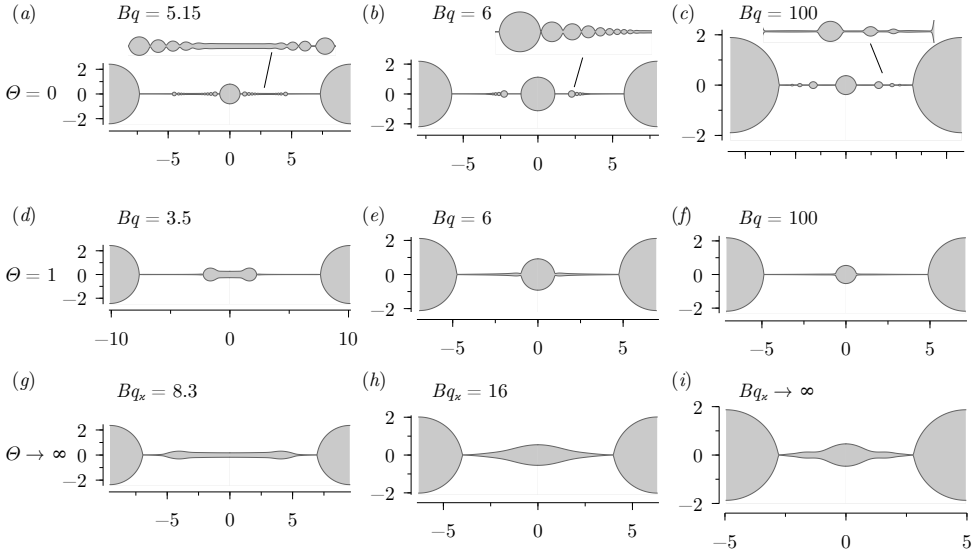 (a) Bq = 5.15 (b) Bq = 6 (c) Bq = 100
Θ = 0
2 0 −2 2 0 −2 2 0 −2
−5 0 5 −5 0 5
(d) Bq = 3.5 (e) Bq = 6 (f) Bq = 100
Θ = 1
2 0 −2 2 0 −2 2 0 −2
−10 0 10 −5 0 5 −5 0 5
(g) Bqϰ = 8.3 (h) Bqϰ = 16 (i) Bqϰ → ∞
Θ → ∞
2 0 −2 2 0 −2 2 0 −2
−5 0 5 −5 0 5 −5 0 5